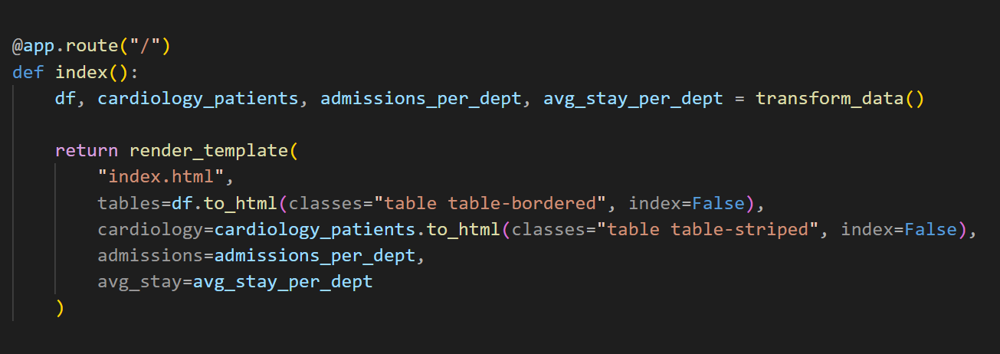 @app.route("/")
def index():
    df, cardiology_patients, admissions_per_dept, avg_stay_per_dept = transform_data()
    return render_template(
        "index.html",
        tables=df.to_html(classes="table table-bordered", index=False),
        cardiology=cardiology_patients.to_html(classes="table table-striped", index=False),
        admissions=admissions_per_dept,
        avg_stay=avg_stay_per_dept
    )